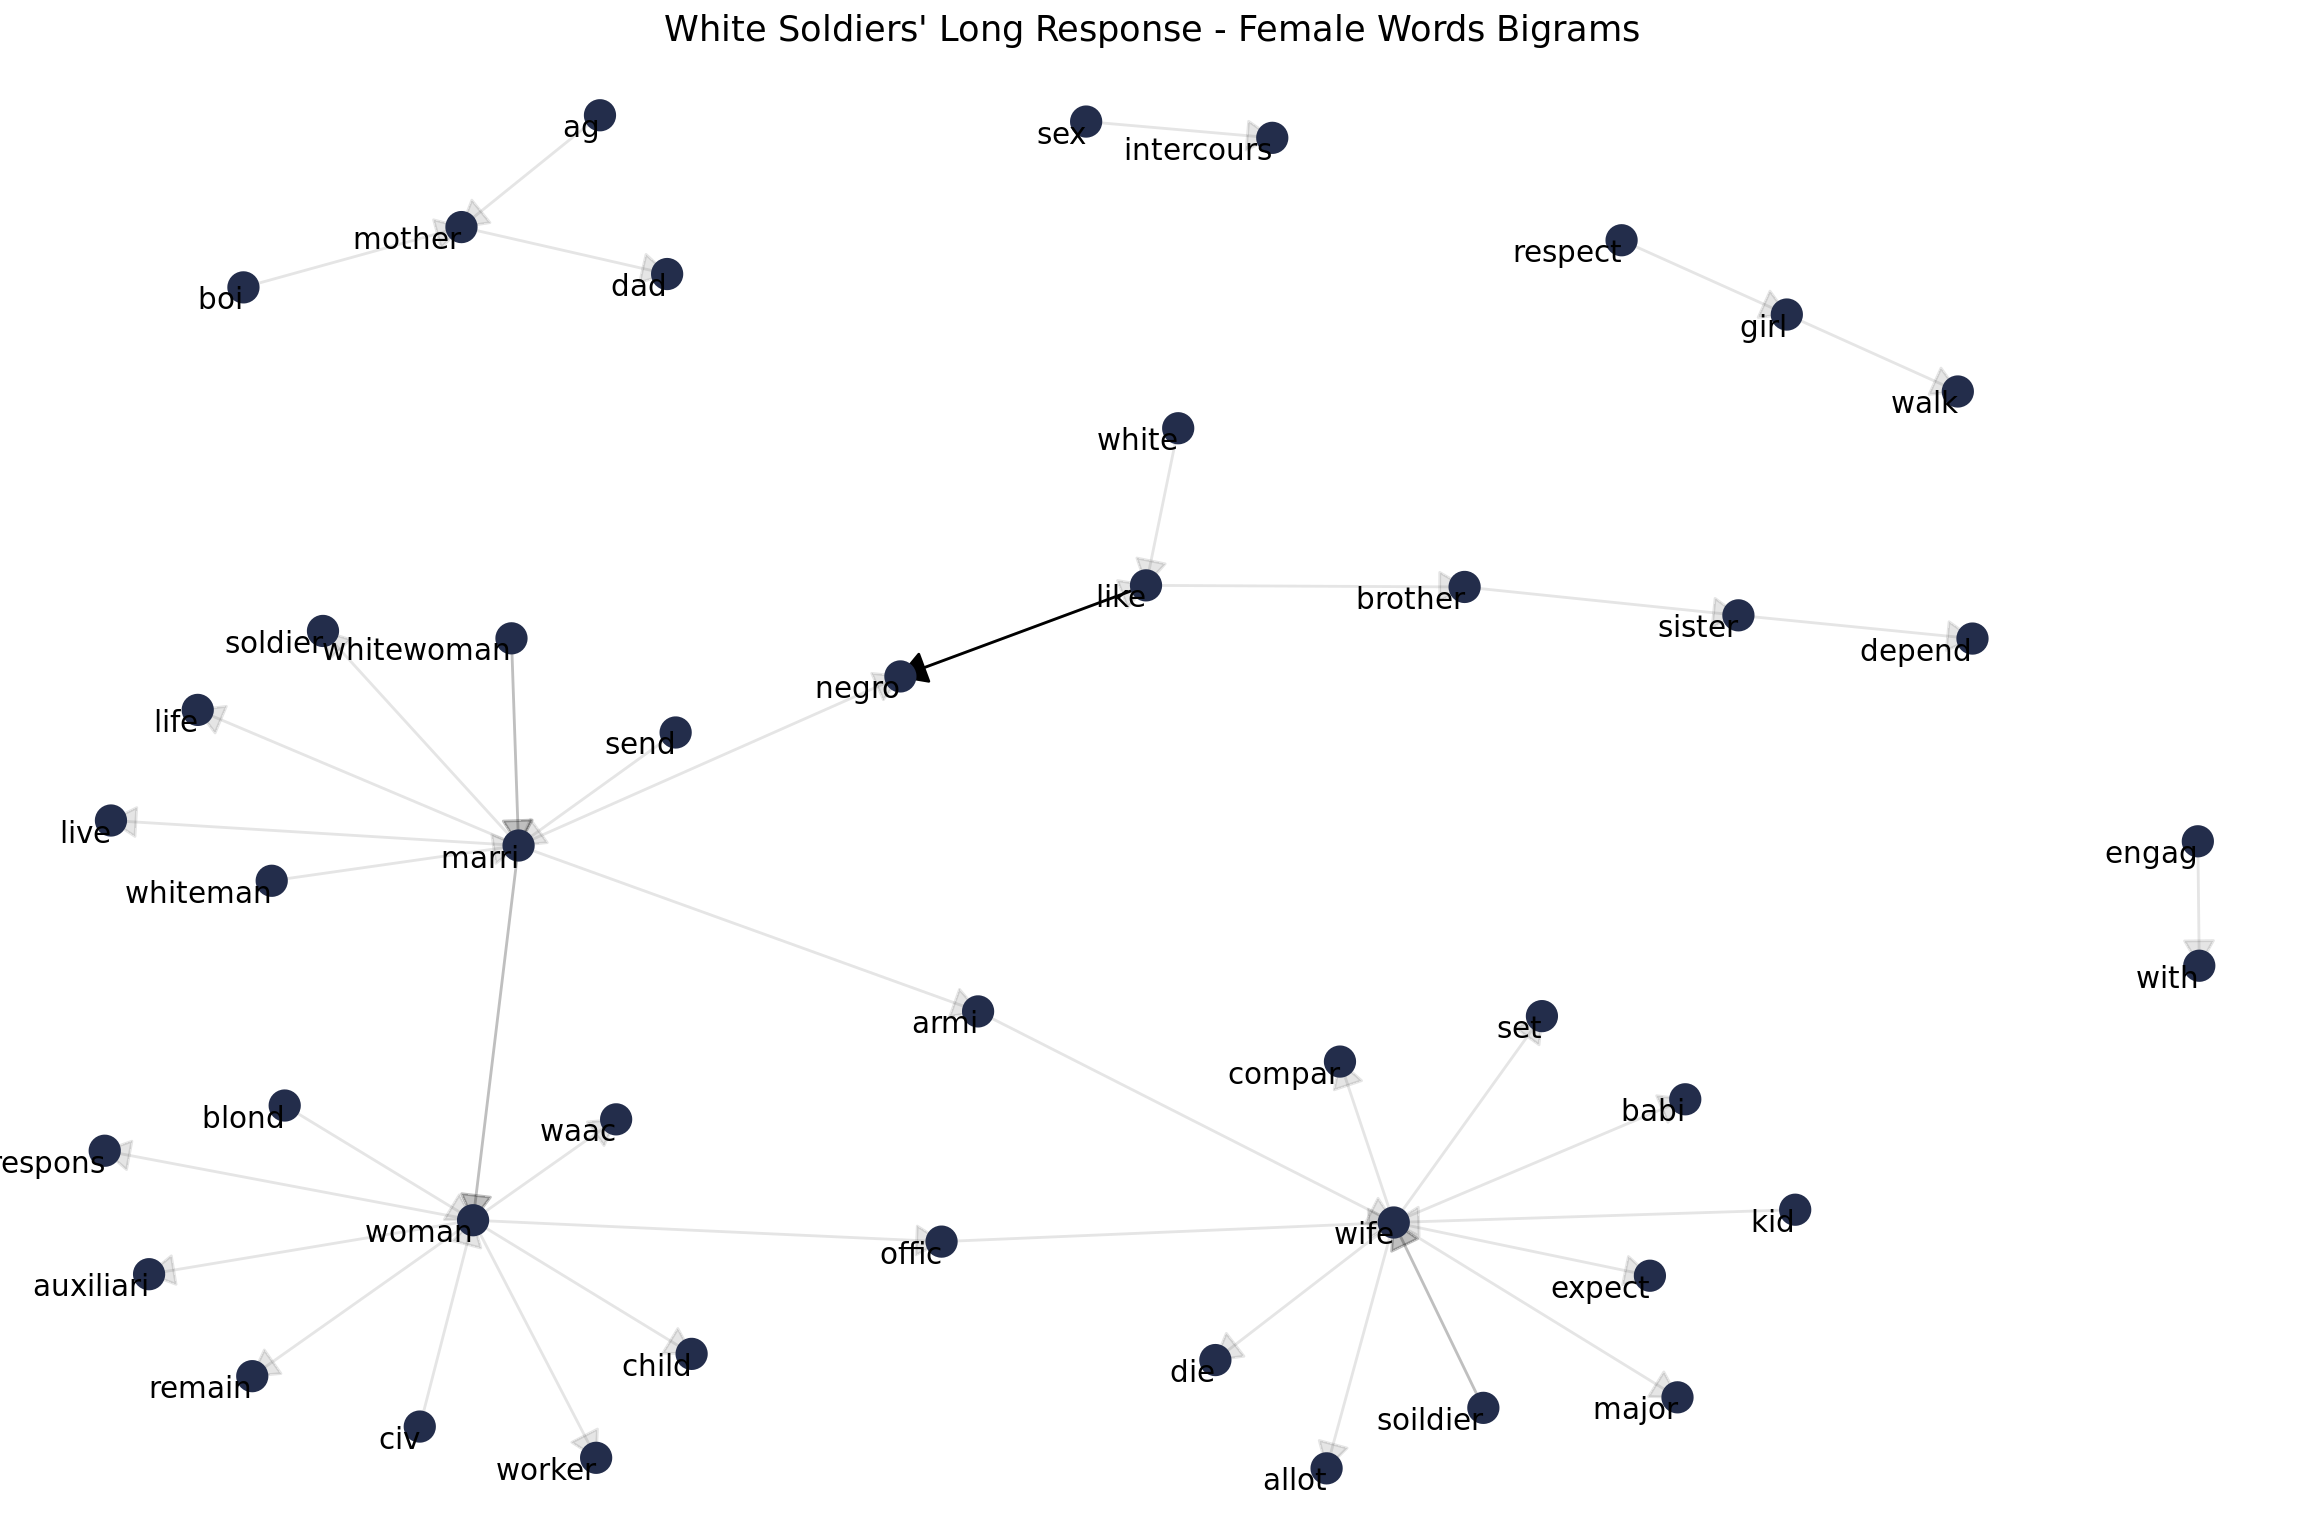 White Soldiers' Long Response - Female Words Bigrams
ag
sex
intercours
mother
respect
boi
dad
girl
walk
white
like
brother
sister
depend
soldier
whitewoman
negro
life
send
live
marri
whiteman
engag
with
armi
set
compar
babi
blond
waac
respons
woman
offic
wife
kid
auxiliari
expect
child
die
remain
major
soildier
civ
worker
allot